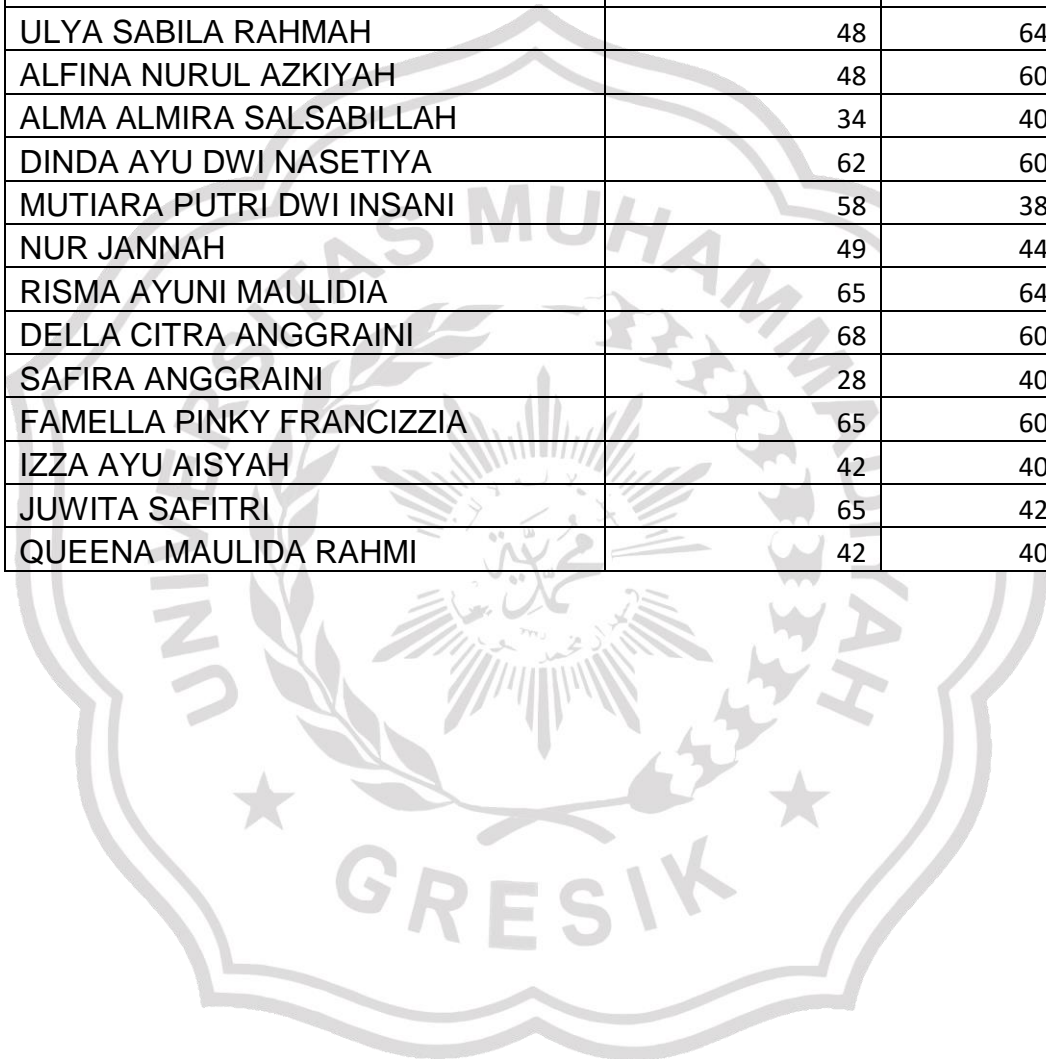 ULYA SABILA RAHMAH 48 64
ALFINA NURUL AZKIYAH 48 60
ALMA ALMIRA SALSABILLAH 34 40
DINDA AYU DWI NASETIYA 62 60
MUTIARA PUTRI DWI INSANI 58 38
NUR JANNAH 49 44
RISMA AYUNI MAULIDIA 65 64
DELLA CITRA ANGGRAINI 68 60
SAFIRA ANGGRAINI 28 40
FAMELLA PINKY FRANCIZZIA 65 60
IZZA AYU AISYAH 42 40
JUWITA SAFITRI 65 42
QUEENA MAULIDA RAHMI 42 40
UNIVERSITAS MUHAMMADIYAH
GRESIK